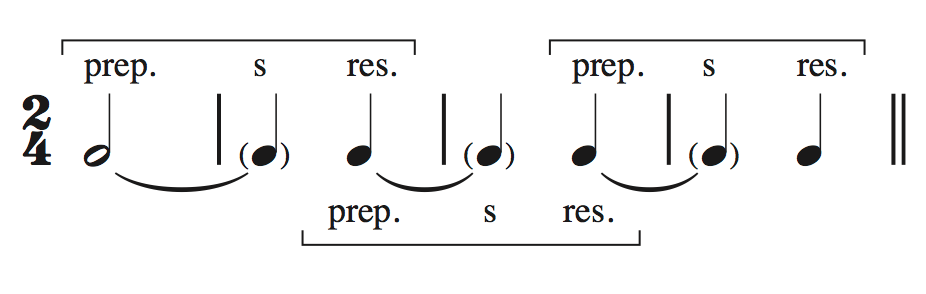 prep. s res. prep. s res.
2
4 ( ) ( ) ( )
prep. s res.